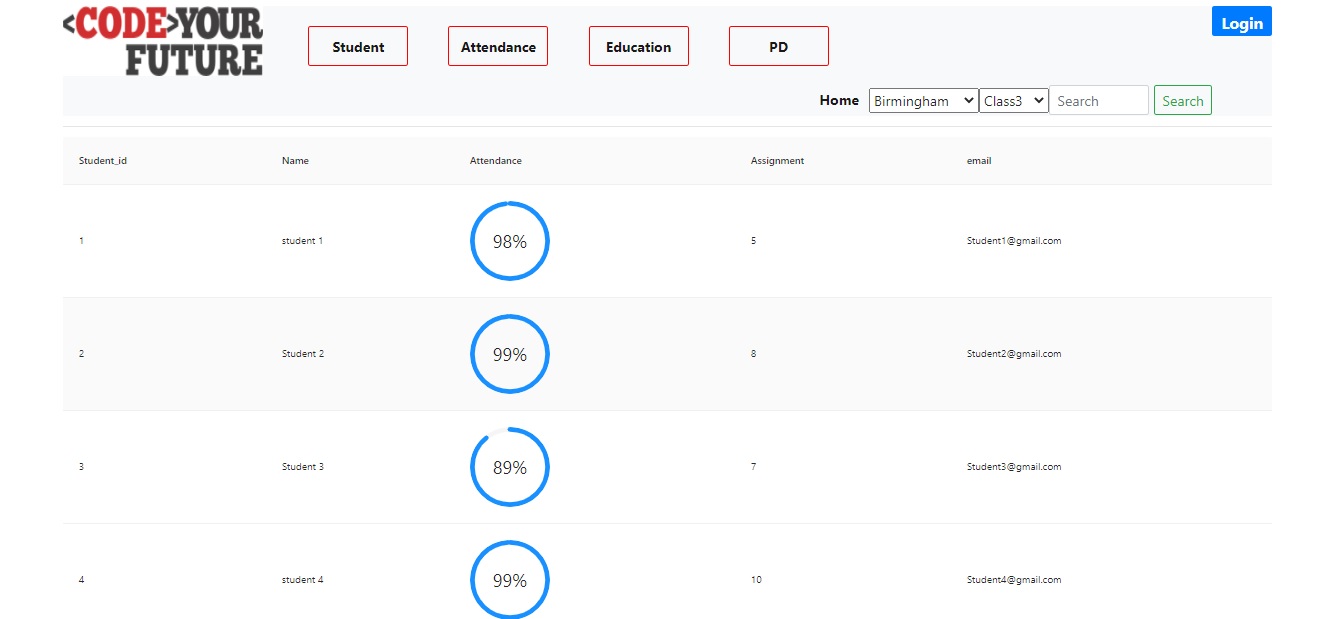 <CODE>YOUR
FUTURE
Student Attendance Education PD
Login
Home Birmingham Class3 Search Search
Student_id Name Attendance Assignment email
1 student 1 98% 5 Student1@gmail.com
2 Student 2 99% 8 Student2@gmail.com
3 Student 3 89% 7 Student3@gmail.com
4 student 4 99% 10 Student4@gmail.com